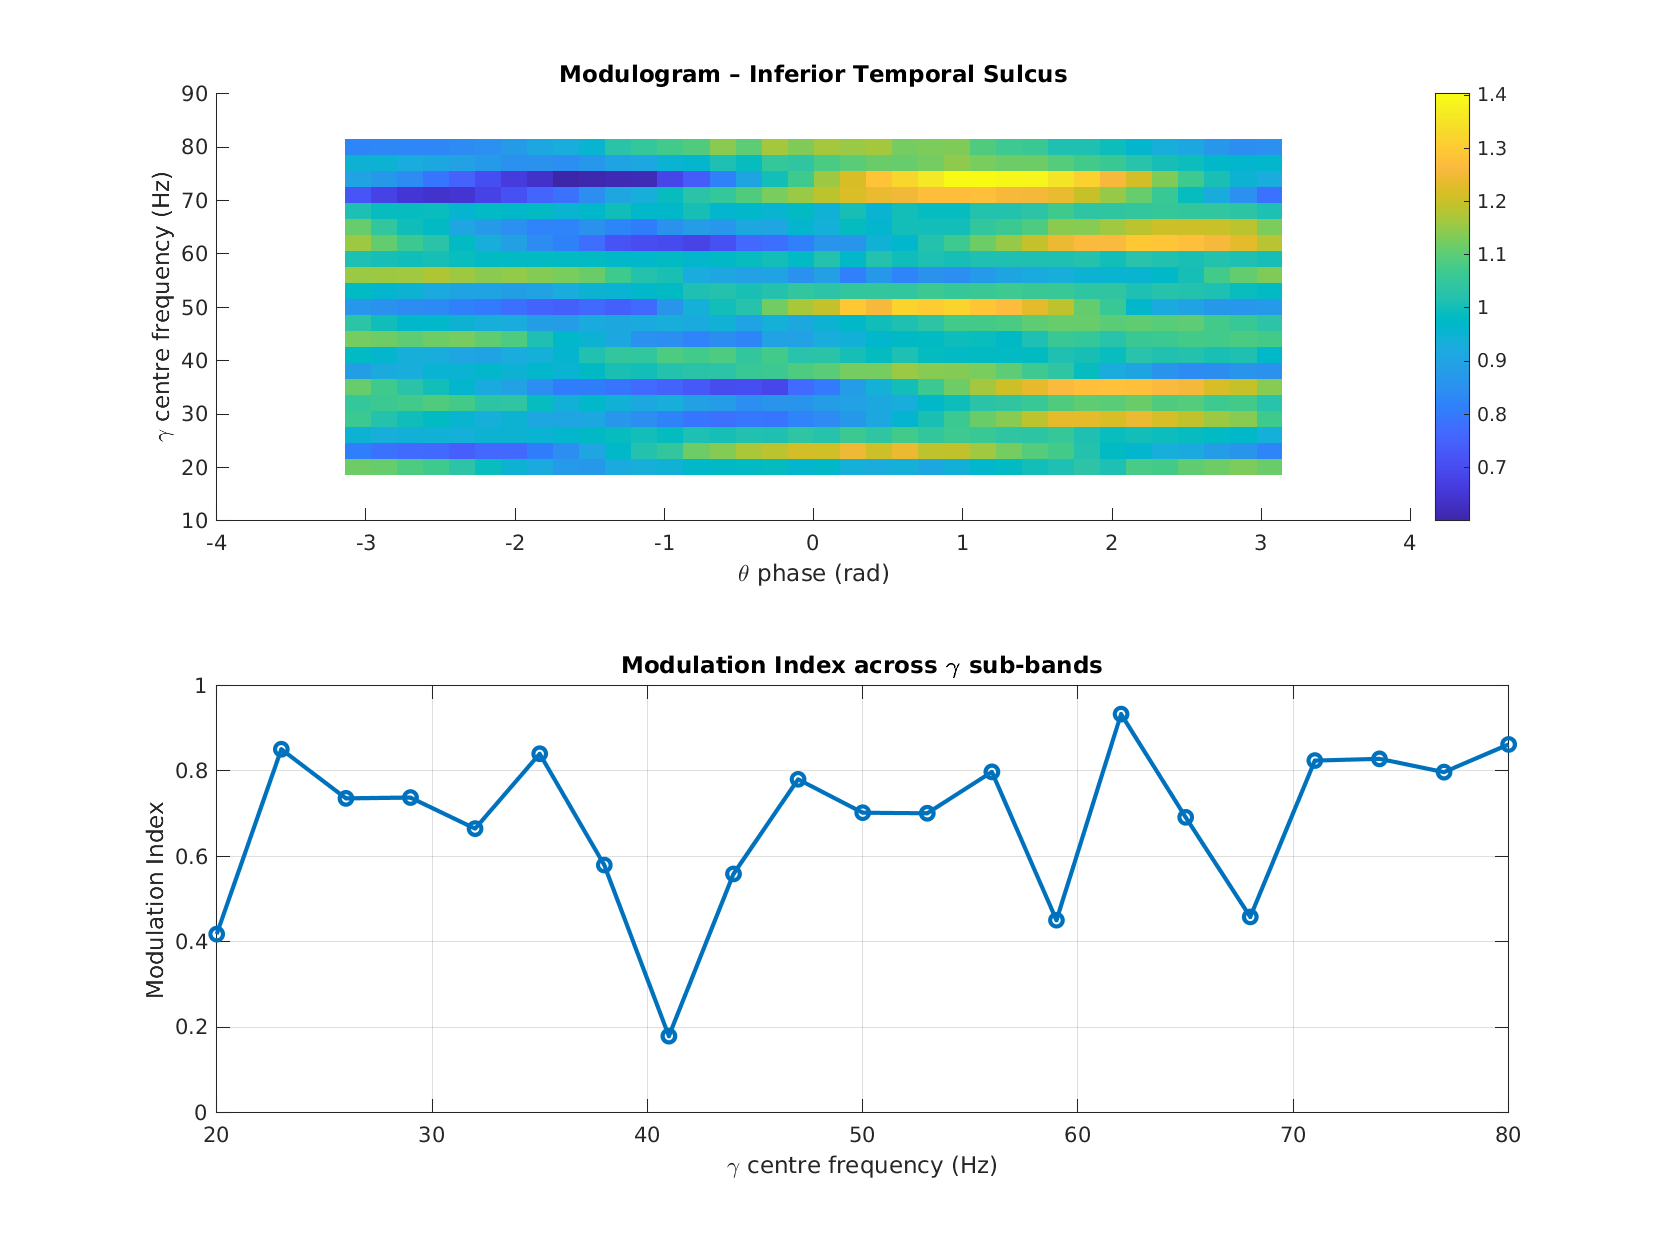 Modulogram – Inferior Temporal Sulcus
90
80
70
60
50
40
30
20
10
γ centre frequency (Hz)
-4 -3 -2 -1 0 1 2 3 4
θ phase (rad)
1.4
1.3
1.2
1.1
1
0.9
0.8
0.7
Modulation Index across γ sub-bands
1
0.8
0.6
0.4
0.2
0
Modulation Index
20 30 40 50 60 70 80
γ centre frequency (Hz)